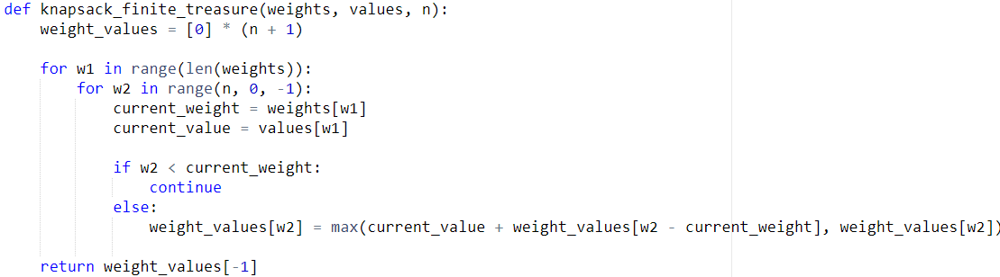 def knapsack_finite_treasure(weights, values, n):
    weight_values = [0] * (n + 1)

    for w1 in range(len(weights)):
        for w2 in range(n, 0, -1):
            current_weight = weights[w1]
            current_value = values[w1]

            if w2 < current_weight:
                continue
            else:
                weight_values[w2] = max(current_value + weight_values[w2 - current_weight], weight_values[w2])

    return weight_values[-1]